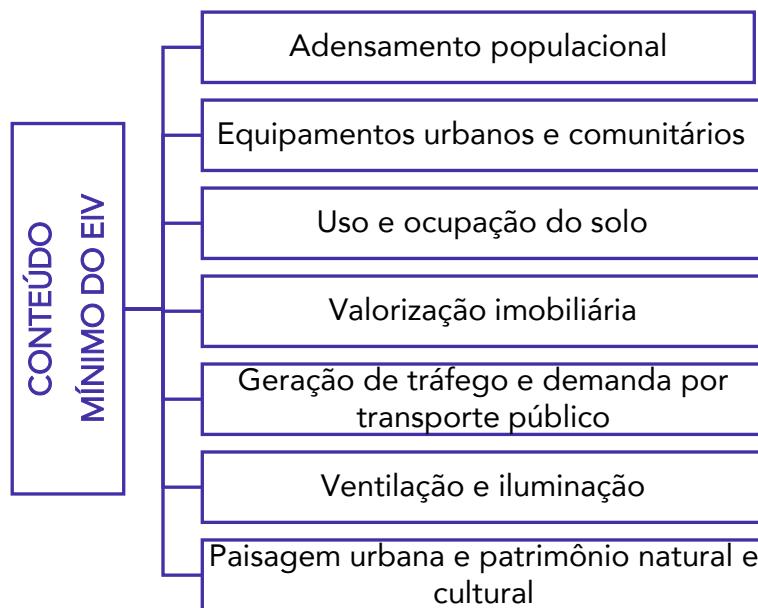 CONTEÚDO
MÍNIMO DO EIV
Adensamento populacional
Equipamentos urbanos e comunitários
Uso e ocupação do solo
Valorização imobiliária
Geração de tráfego e demanda por
transporte público
Ventilação e iluminação
Paisagem urbana e patrimônio natural e
cultural